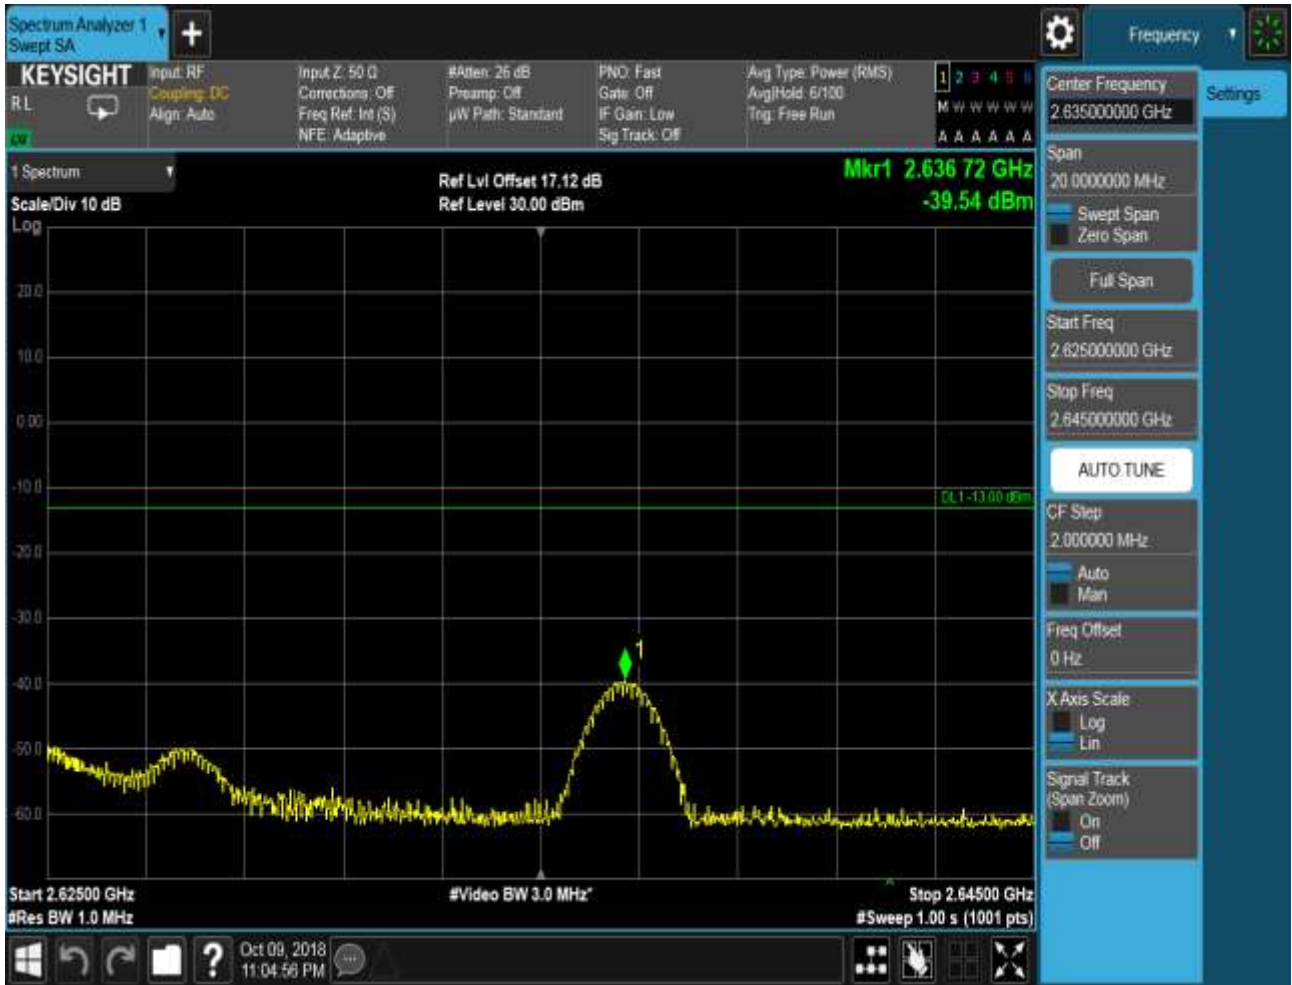 Spectrum Analyzer 1
Swept SA
Frequency
KEYSIGHT
R L
Input: RF
Coupling: DC
Align: Auto
Input Z: 50 Ω
Corrections: Off
Freq Ref: Int (S)
NFE: Adaptive
#Atten: 26 dB
Preamp: Off
µW Path: Standard
PNO: Fast
Gate: Off
IF Gain: Low
Sig Track: Off
Avg Type: Power (RMS)
Avg|Hold: 6/100
Trig: Free Run
1 2 3 4 5 6
M W W W W W
A A A A A A
Settings
1 Spectrum
Scale/Div 10 dB
Log
Ref Lvl Offset 17.12 dB
Ref Level 30.00 dBm
Mkr1 2.636 72 GHz
-39.54 dBm
20.0
10.0
0.00
-10.0
-20.0
-30.0
-40.0
-50.0
-60.0
DL1 -13.00 dBm
1
Start 2.62500 GHz
#Res BW 1.0 MHz
#Video BW 3.0 MHz*
Stop 2.64500 GHz
#Sweep 1.00 s (1001 pts)
Center Frequency
2.635000000 GHz
Span
20.0000000 MHz
Swept Span
Zero Span
Full Span
Start Freq
2.625000000 GHz
Stop Freq
2.645000000 GHz
AUTO TUNE
CF Step
2.000000 MHz
Auto
Man
Freq Offset
0 Hz
X Axis Scale
Log
Lin
Signal Track
(Span Zoom)
On
Off
?
Oct 09, 2018
11:04:56 PM